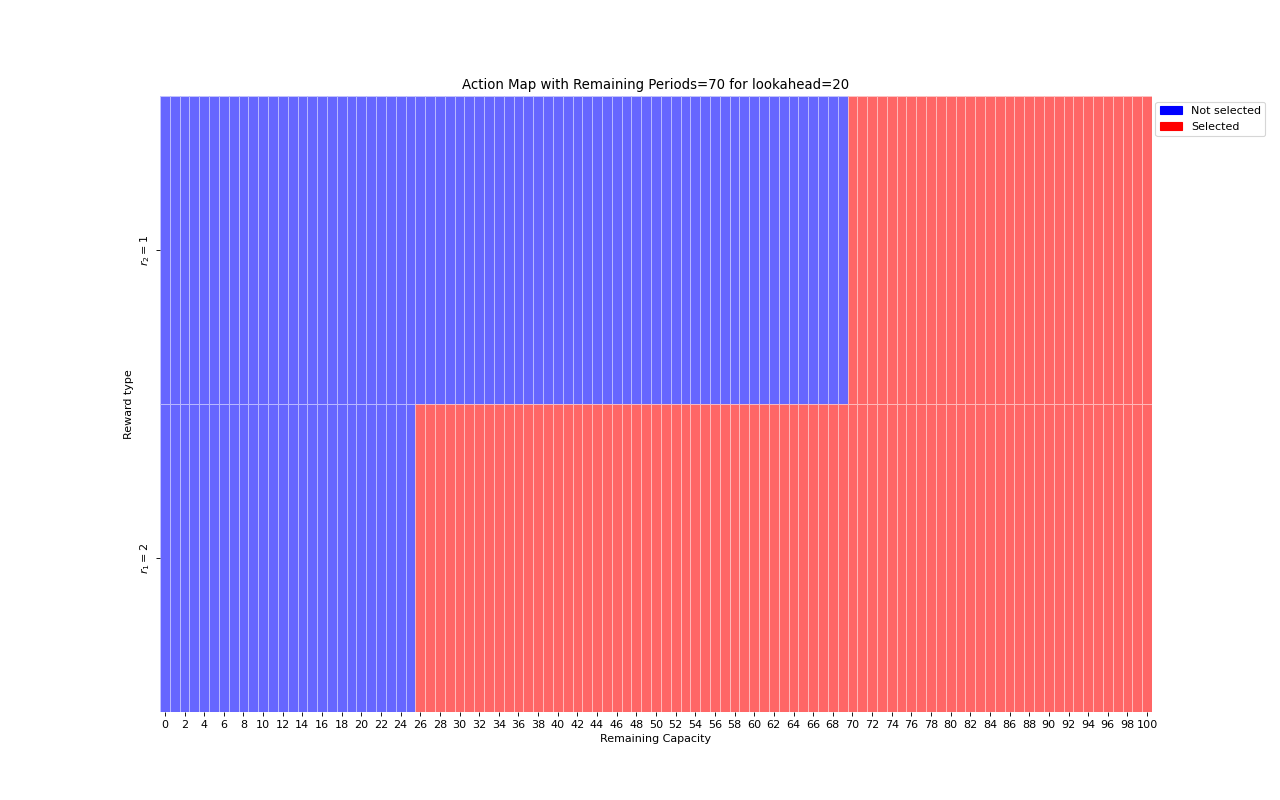 Action Map with Remaining Periods=70 for lookahead=20
Not selected
Selected
r₂ = 1
Reward type
r₁ = 2
0 2 4 6 8 10 12 14 16 18 20 22 24 26 28 30 32 34 36 38 40 42 44 46 48 50 52 54 56 58 60 62 64 66 68 70 72 74 76 78 80 82 84 86 88 90 92 94 96 98 100
Remaining Capacity